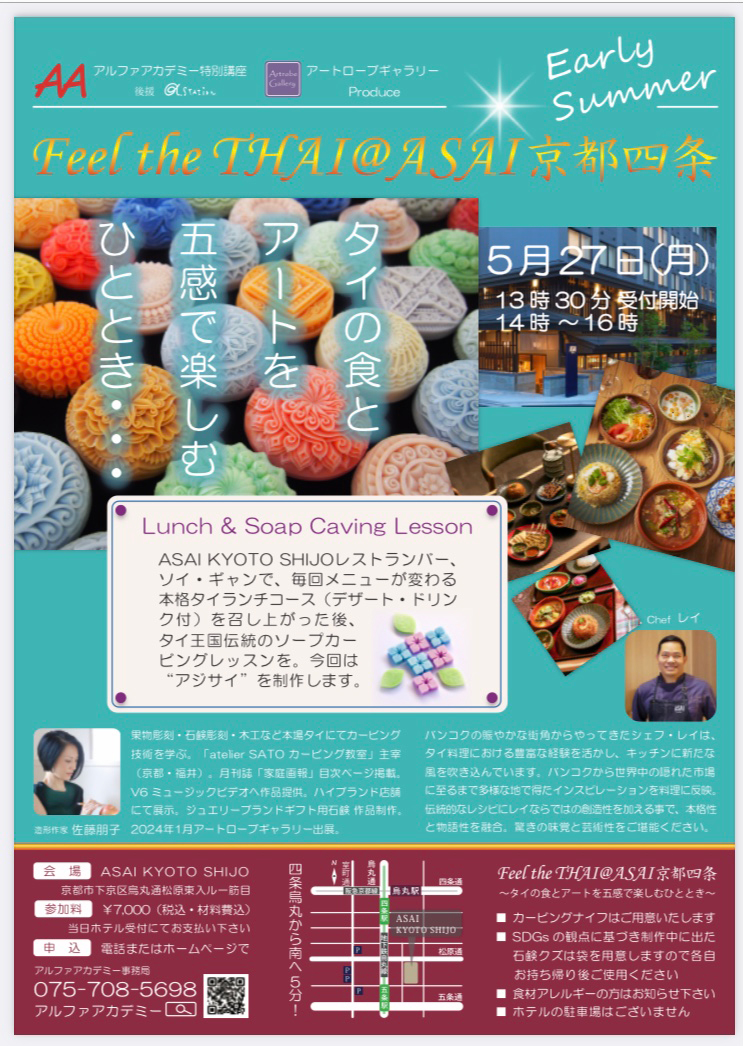 AA アルファアカデミー特別講座
後援 αStation
Artrobe Gallery
アートローブギャラリー
Produce
Early
Summer
Feel the THAI@ASAI京都四条
タイの食と
アートを
五感で楽しむ
ひととき・・・
5月27日(月)
13時30分 受付開始
14時～16時
Lunch & Soap Caving Lesson
ASAI KYOTO SHIJOレストランバー、
ソイ・ギャンで、毎回メニューが変わる
本格タイランチコース（デザート・ドリン
ク付）を召し上がった後、
タイ王国伝統のソープカー
ビングレッスンを。今回は
“アジサイ”を制作します。
Chef レイ
果物彫刻・石鹸彫刻・木工など本場タイにてカービング
技術を学ぶ。「atelier SATO カービング教室」主宰
（京都・福井）。月刊誌「家庭画報」目次ページ掲載。
V6 ミュージックビデオへ作品提供。ハイブランド店舗
にて展示。ジュエリーブランドギフト用石鹸 作品制作。
2024年1月アートローブギャラリー出展。
造形作家 佐藤朋子
バンコクの賑やかな街角からやってきたシェフ・レイは、
タイ料理における豊富な経験を活かし、キッチンに新たな
風を吹き込んでいます。バンコクから世界中の隠れた市場
に至るまで多様な地で得たインスピレーションを料理に反映。
伝統的なレシピにレイならではの創造性を加える事で、本格性
と物語性を融合。驚きの味覚と芸術性をご堪能ください。
会 場 ASAI KYOTO SHIJO
京都市下京区烏丸通松原東入ル一筋目
参加料 ￥7,000（税込・材料費込）
当日ホテル受付にてお支払い下さい
申 込 電話またはホームページで
アルファアカデミー事務局
075-708-5698
アルファアカデミー
四条烏丸から南へ5分！
N
室町通
烏丸通
四条通
阪急京都線
烏丸駅
四条駅
ASAI
KYOTO SHIJO
地下鉄烏丸線
松原通
P
P
P
P
五条駅
五条通
Feel the THAI@ASAI京都四条
～タイの食とアートを五感で楽しむひととき～
■ カービングナイフはご用意いたします
■ SDGs の観点に基づき制作中に出た
石鹸クズは袋を用意しますので各自
お持ち帰り後ご使用ください
■ 食材アレルギーの方はお知らせ下さい
■ ホテルの駐車場はございません